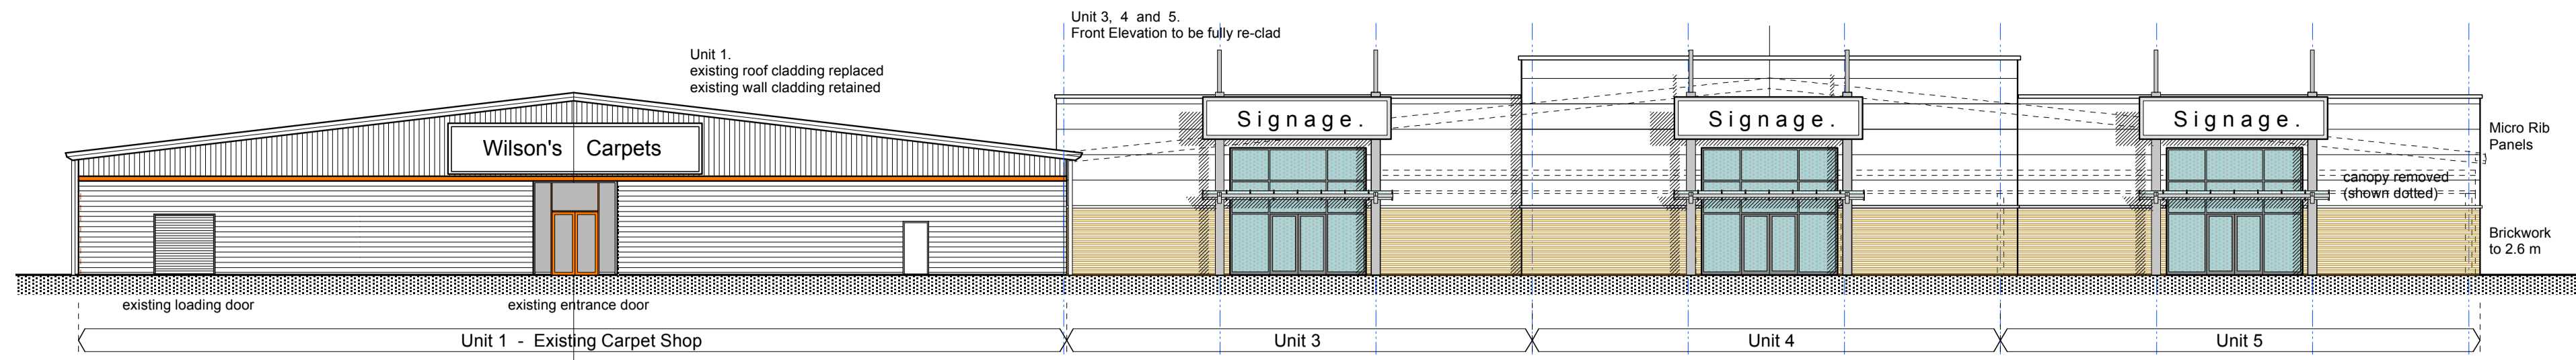 Unit 3, 4 and 5.
Front Elevation to be fully re-clad
Unit 1.
existing roof cladding replaced
existing wall cladding retained
Wilson's Carpets
Signage.
Signage.
Signage.
Micro Rib
Panels
canopy removed
(shown dotted)
Brickwork
to 2.6 m
existing loading door
existing entrance door
Unit 1 - Existing Carpet Shop
Unit 3
Unit 4
Unit 5